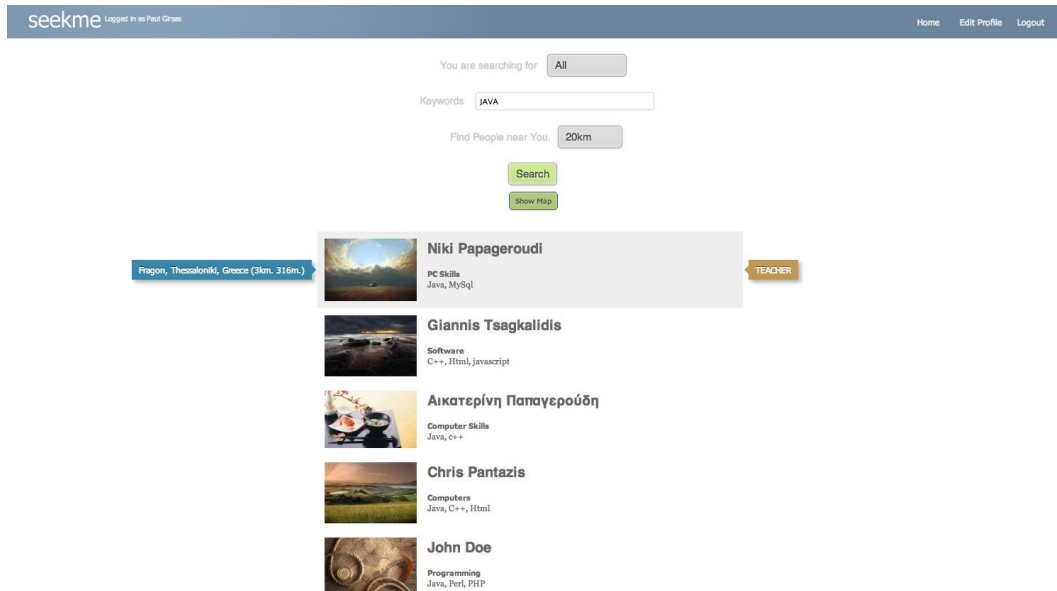 seekme Logged in as Paul Girsas
Home Edit Profile Logout
You are searching for All
Keywords JAVA
Find People near You. 20km
Search
Show Map
Fragon, Thessaloniki, Greece (3km. 316m.)
Niki Papageroudi
PC Skills
Java, MySql
TEACHER
Giannis Tsagkalidis
Software
C++, Html, javascript
Αικατερίνη Παπαγερούδη
Computer Skills
Java, c++
Chris Pantazis
Computers
Java, C++, Html
John Doe
Programming
Java, Perl, PHP